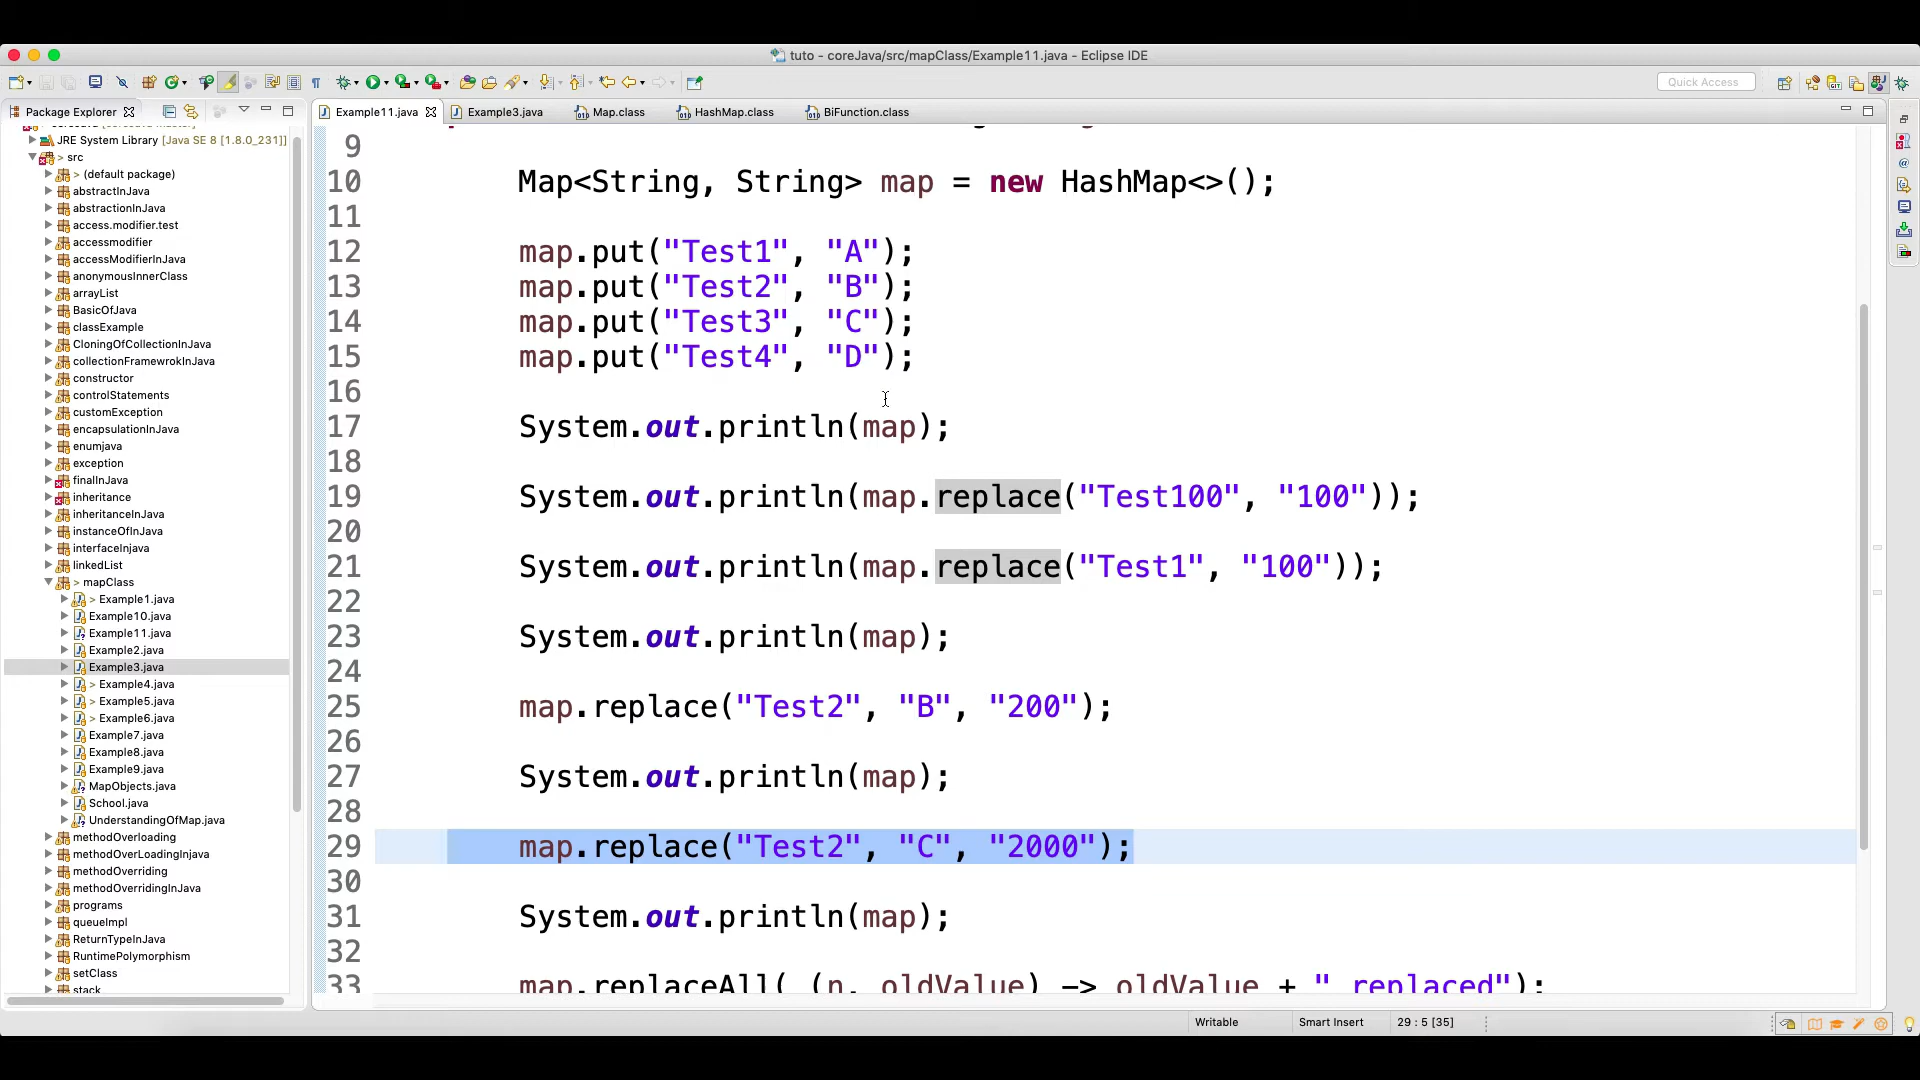 tuto - coreJava/src/mapClass/Example11.java - Eclipse IDE
Quick Access
Package Explorer
Example11.java
Example3.java
Map.class
HashMap.class
BiFunction.class
JRE System Library [Java SE 8 [1.8.0_231]]
> src
> (default package)
abstractInJava
abstractionInJava
access.modifier.test
accessmodifier
accessModifierInJava
anonymousInnerClass
arrayList
BasicOfJava
classExample
CloningOfCollectionInJava
collectionFramewrokInJava
constructor
controlStatements
customException
encapsulationInJava
enumjava
exception
finalInJava
inheritance
inheritanceInJava
instanceOfInJava
interfaceInjava
linkedList
> mapClass
> Example1.java
Example10.java
Example11.java
Example2.java
Example3.java
> Example4.java
> Example5.java
> Example6.java
Example7.java
Example8.java
Example9.java
MapObjects.java
School.java
UnderstandingOfMap.java
methodOverloading
methodOverLoadingInjava
methodOverriding
methodOverridingInJava
programs
queueImpl
ReturnTypeInJava
RuntimePolymorphism
setClass
stack
9
10 Map<String, String> map = new HashMap<>();
11
12 map.put("Test1", "A");
13 map.put("Test2", "B");
14 map.put("Test3", "C");
15 map.put("Test4", "D");
16
17 System.out.println(map);
18
19 System.out.println(map.replace("Test100", "100"));
20
21 System.out.println(map.replace("Test1", "100"));
22
23 System.out.println(map);
24
25 map.replace("Test2", "B", "200");
26
27 System.out.println(map);
28
29 map.replace("Test2", "C", "2000");
30
31 System.out.println(map);
32
33 map.replaceAll( (n, oldValue) -> oldValue + " replaced");
Writable
Smart Insert
29 : 5 [35]